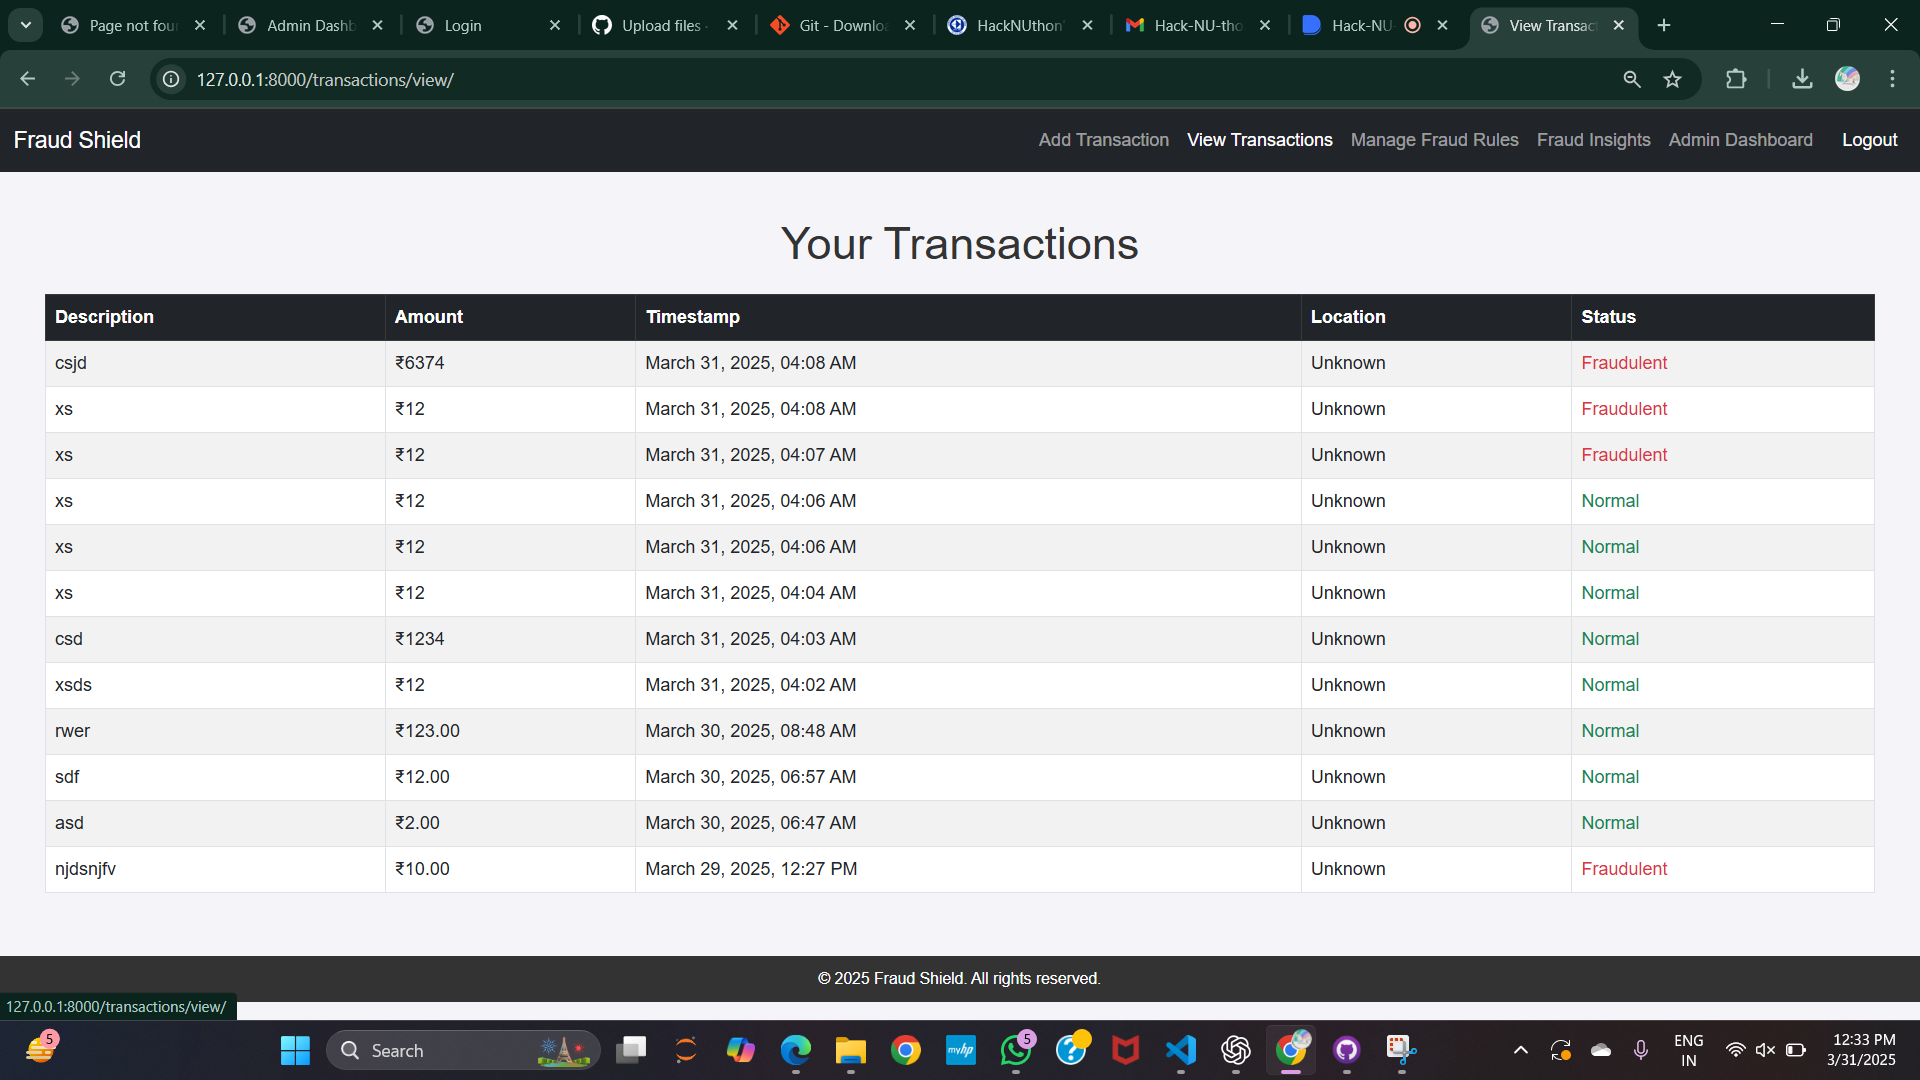 Page not fou
Admin Dashb
Login
Upload files
Git - Downlo
HackNUthon
Hack-NU-tho
Hack-NU-
View Transac
127.0.0.1:8000/transactions/view/
Fraud Shield
Add Transaction
View Transactions
Manage Fraud Rules
Fraud Insights
Admin Dashboard
Logout
Your Transactions
Description Amount Timestamp Location Status
csjd ₹6374 March 31, 2025, 04:08 AM Unknown Fraudulent
xs ₹12 March 31, 2025, 04:08 AM Unknown Fraudulent
xs ₹12 March 31, 2025, 04:07 AM Unknown Fraudulent
xs ₹12 March 31, 2025, 04:06 AM Unknown Normal
xs ₹12 March 31, 2025, 04:06 AM Unknown Normal
xs ₹12 March 31, 2025, 04:04 AM Unknown Normal
csd ₹1234 March 31, 2025, 04:03 AM Unknown Normal
xsds ₹12 March 31, 2025, 04:02 AM Unknown Normal
rwer ₹123.00 March 30, 2025, 08:48 AM Unknown Normal
sdf ₹12.00 March 30, 2025, 06:57 AM Unknown Normal
asd ₹2.00 March 30, 2025, 06:47 AM Unknown Normal
njdsnjfv ₹10.00 March 29, 2025, 12:27 PM Unknown Fraudulent
© 2025 Fraud Shield. All rights reserved.
127.0.0.1:8000/transactions/view/
5
Search
myhp
5
ENG
IN
12:33 PM
3/31/2025